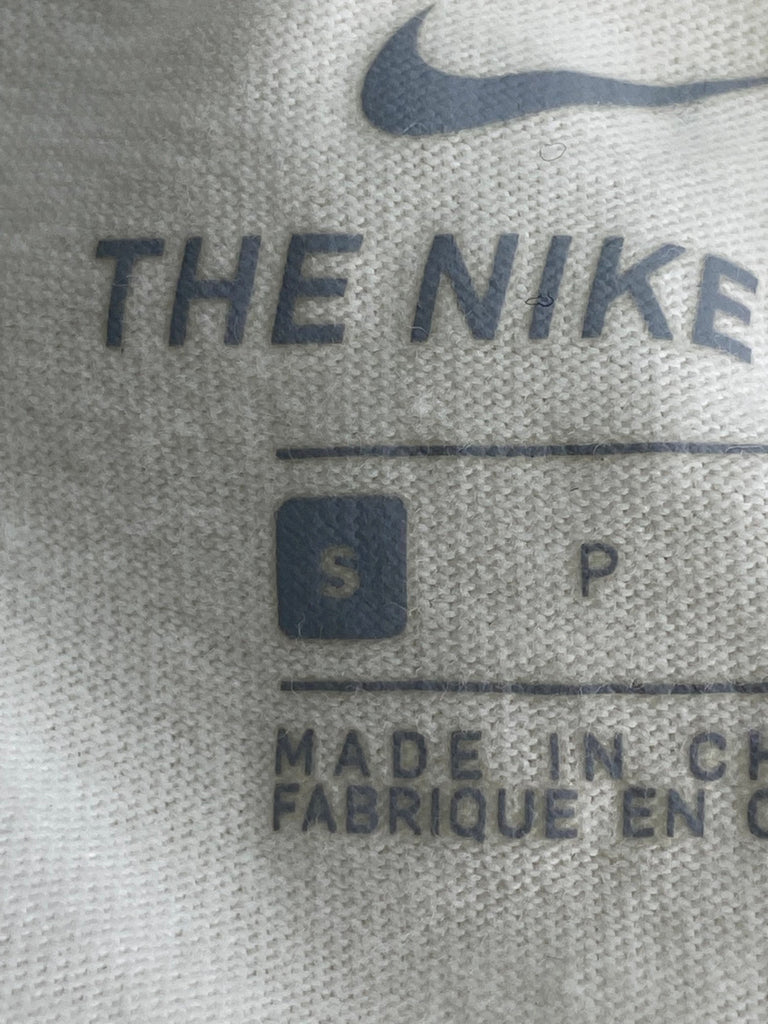 THE NIKE
S P
MADE IN CH
FABRIQUE EN C